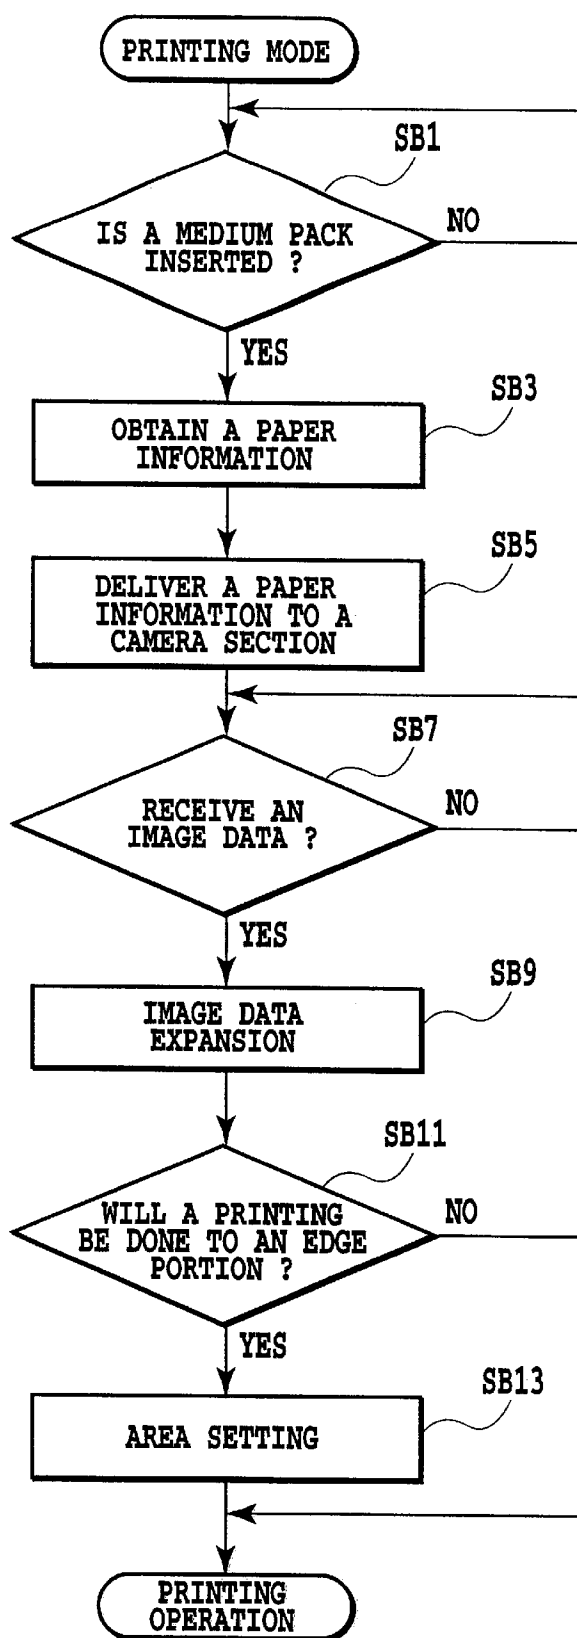 PRINTING MODE
SB1
IS A MEDIUM PACK
INSERTED ?
NO
YES
SB3
OBTAIN A PAPER
INFORMATION
SB5
DELIVER A PAPER
INFORMATION TO A
CAMERA SECTION
SB7
RECEIVE AN
IMAGE DATA ?
NO
YES
SB9
IMAGE DATA
EXPANSION
SB11
WILL A PRINTING
BE DONE TO AN EDGE
PORTION ?
NO
YES
SB13
AREA SETTING
PRINTING
OPERATION